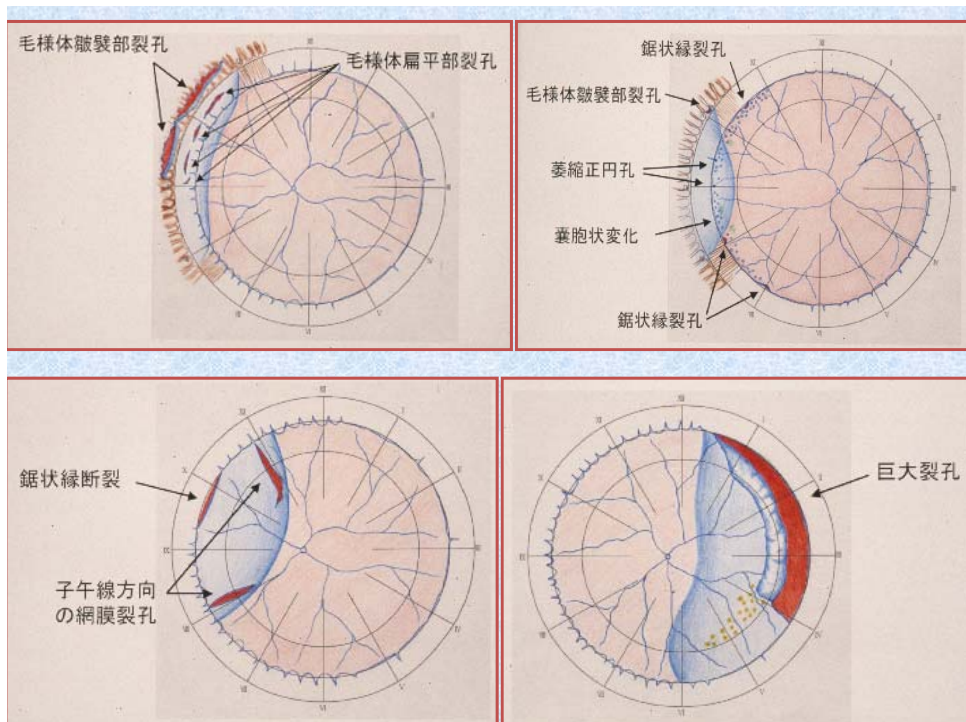 毛様体皺襞部裂孔
毛様体扁平部裂孔
鋸状縁裂孔
毛様体皺襞部裂孔
萎縮正円孔
嚢胞状変化
鋸状縁裂孔
鋸状縁断裂
子午線方向
の網膜裂孔
巨大裂孔